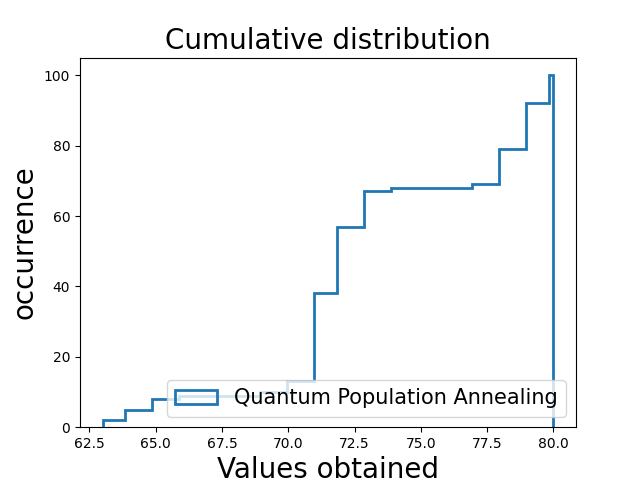 Cumulative distribution
100
80
60
40
20
0
occurrence
Quantum Population Annealing
62.5 65.0 67.5 70.0 72.5 75.0 77.5 80.0
Values obtained